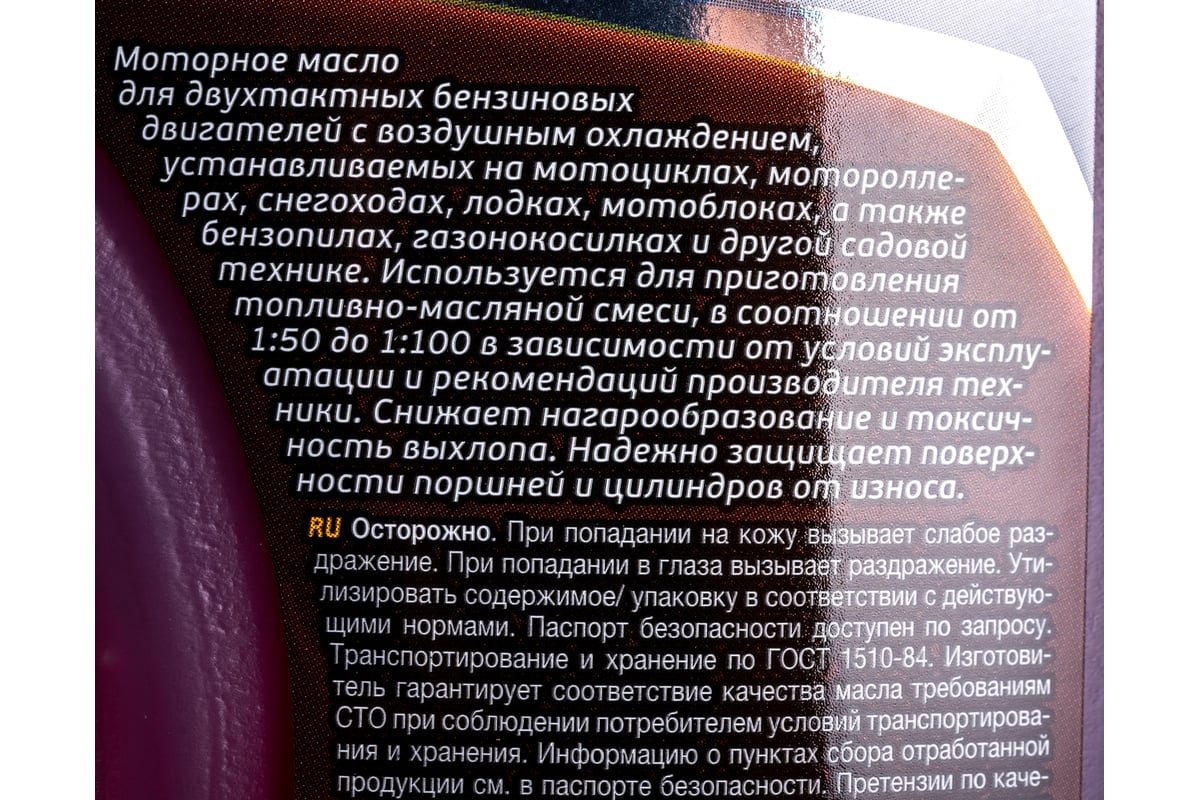 Моторное масло
для двухтактных бензиновых
двигателей с воздушным охлаждением,
устанавливаемых на мотоциклах, моторолле-
рах, снегоходах, лодках, мотоблоках, а также
бензопилах, газонокосилках и другой садовой
технике. Используется для приготовления
топливно-масляной смеси, в соотношении от
1:50 до 1:100 в зависимости от условий эксплу-
атации и рекомендаций производителя тех-
ники. Снижает нагарообразование и токсич-
ность выхлопа. Надежно защищает поверх-
ности поршней и цилиндров от износа.
RU Осторожно. При попадании на кожу вызывает слабое раз-
дражение. При попадании в глаза вызывает раздражение. Ути-
лизировать содержимое/ упаковку в соответствии с действую-
щими нормами. Паспорт безопасности доступен по запросу.
Транспортирование и хранение по ГОСТ 1510-84. Изготови-
тель гарантирует соответствие качества масла требованиям
СТО при соблюдении потребителем условий транспортирова-
ния и хранения. Информацию о пунктах сбора отработанной
продукции см. в паспорте безопасности. Претензии по каче-